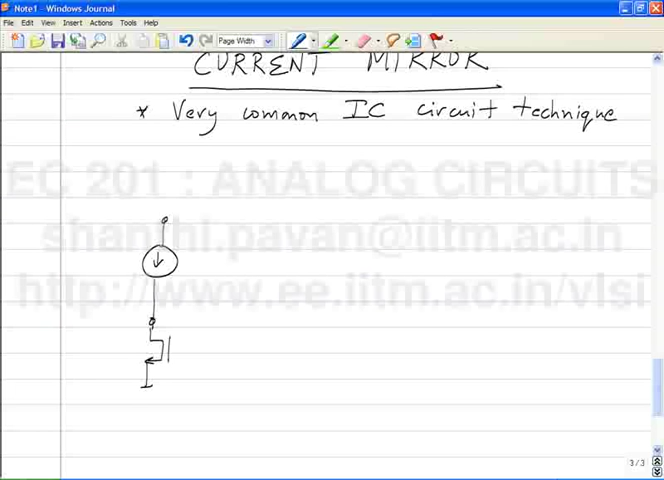 Note1 - Windows Journal
File Edit View Insert Actions Tools Help
Page Width
CURRENT MIRROR
* Very common IC circuit technique
EC 201 : ANALOG CIRCUITS
shanthi.pavan@iitm.ac.in
http://www.ee.iitm.ac.in/vlsi
3/3